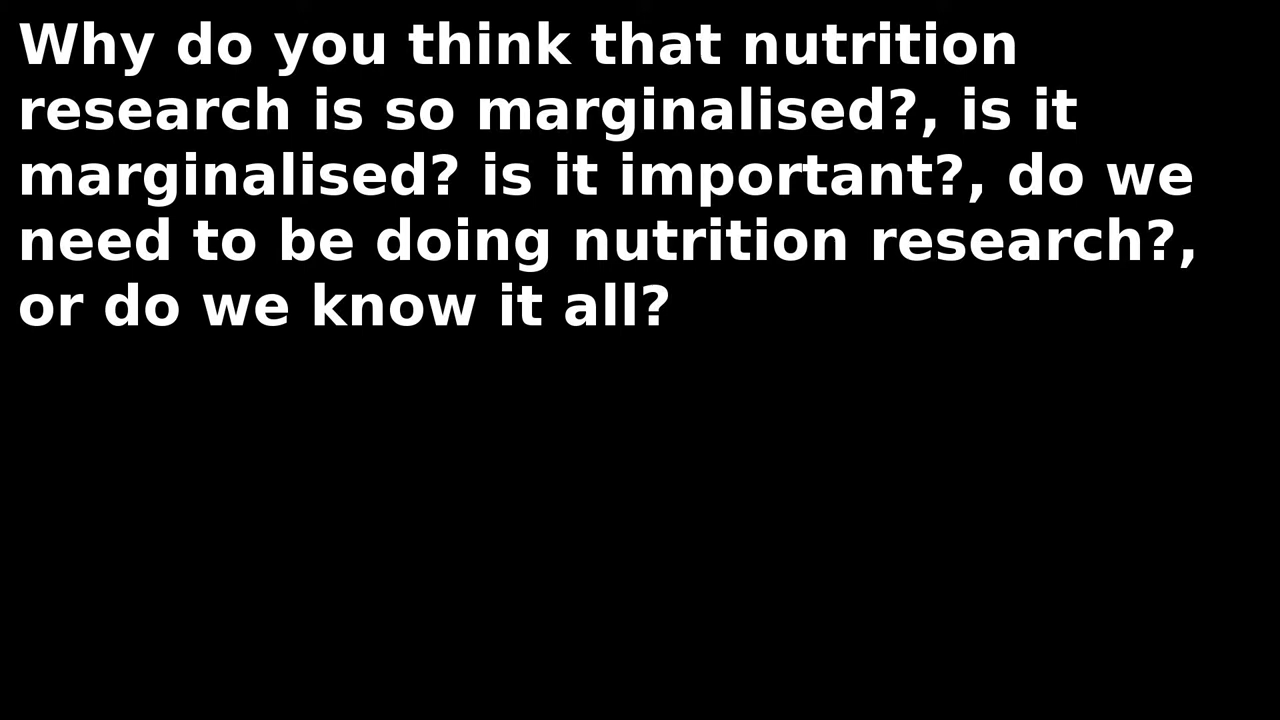 Why do you think that nutrition
research is so marginalised?, is it
marginalised? is it important?, do we
need to be doing nutrition research?,
or do we know it all?